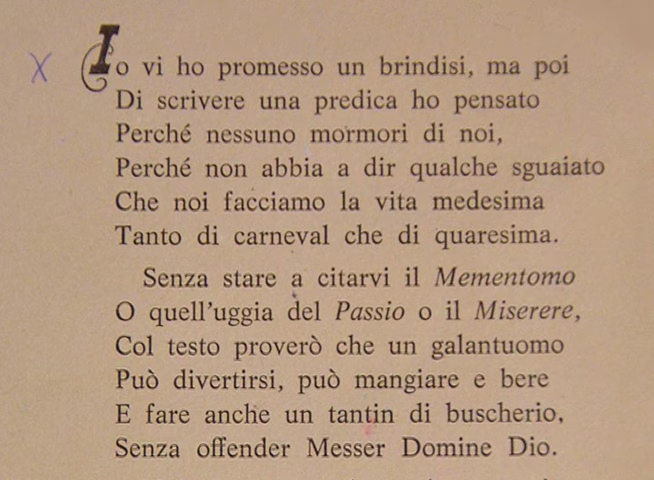 X
Io vi ho promesso un brindisi, ma poi
Di scrivere una predica ho pensato
Perché nessuno mormori di noi,
Perché non abbia a dir qualche sguaiato
Che noi facciamo la vita medesima
Tanto di carneval che di quaresima.
Senza stare a citarvi il Mementomo
O quell'uggia del Passio o il Miserere,
Col testo proverò che un galantuomo
Può divertirsi, può mangiare e bere
E fare anche un tantin di buscherio,
Senza offender Messer Domine Dio.